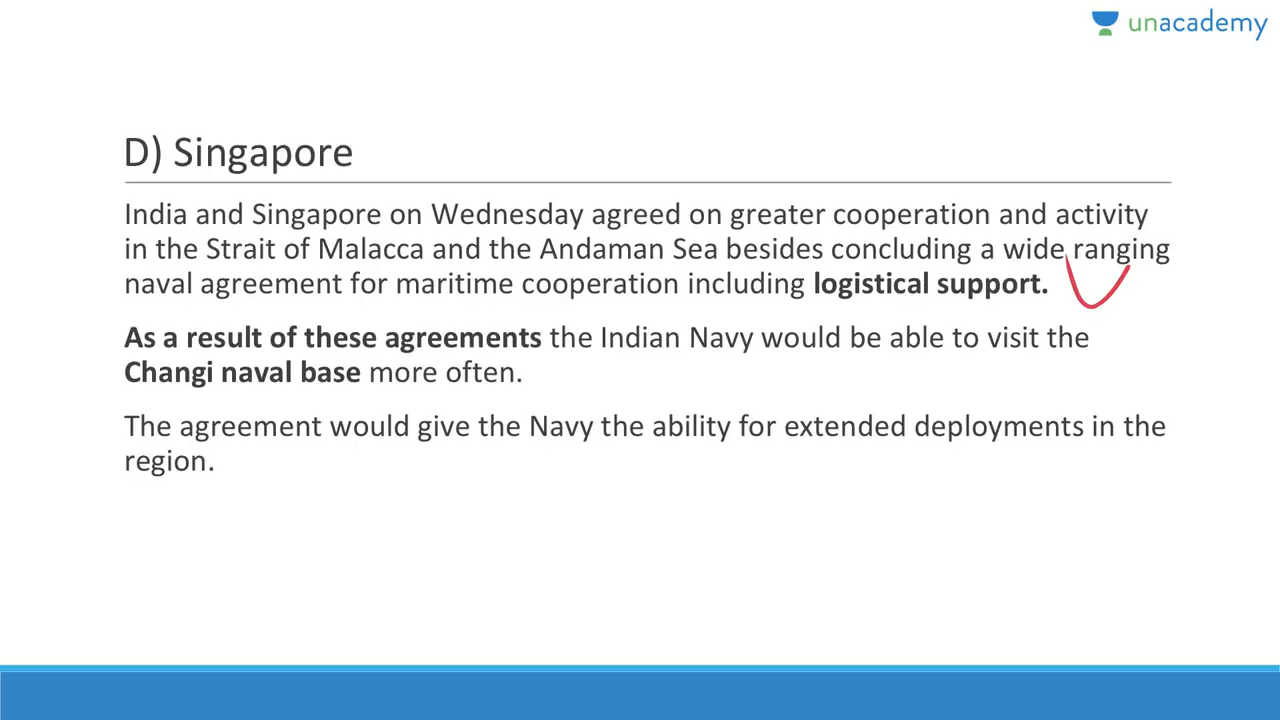 unacademy
D) Singapore
India and Singapore on Wednesday agreed on greater cooperation and activity
in the Strait of Malacca and the Andaman Sea besides concluding a wide ranging
naval agreement for maritime cooperation including logistical support.
As a result of these agreements the Indian Navy would be able to visit the
Changi naval base more often.
The agreement would give the Navy the ability for extended deployments in the
region.